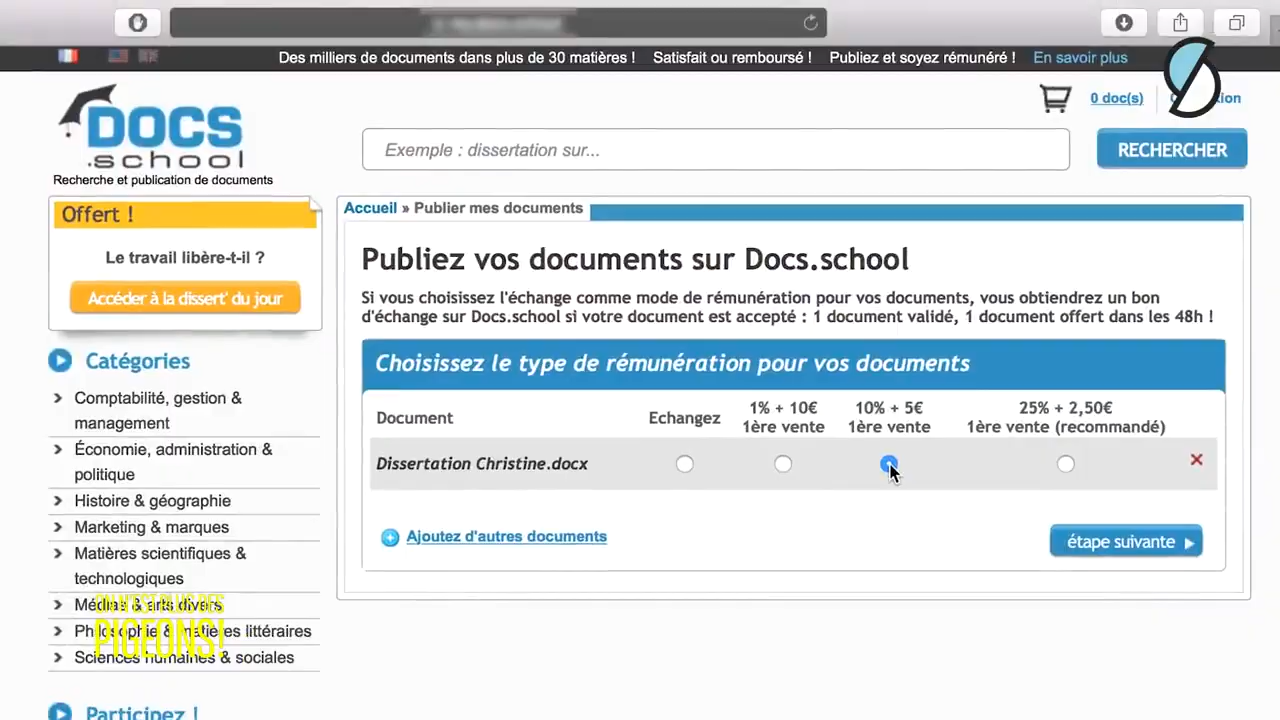 Des milliers de documents dans plus de 30 matières ! Satisfait ou remboursé ! Publiez et soyez rémunéré ! En savoir plus
DOCS
.school
Recherche et publication de documents
0 doc(s)
Exemple : dissertation sur...
RECHERCHER
Offert !
Le travail libère-t-il ?
Accéder à la dissert' du jour
Catégories
Comptabilité, gestion &
management
Économie, administration &
politique
Histoire & géographie
Marketing & marques
Matières scientifiques &
technologiques
Médias & arts divers
Philosophie & matières littéraires
Sciences humaines & sociales
Participez !
Accueil » Publier mes documents
Publiez vos documents sur Docs.school
Si vous choisissez l'échange comme mode de rémunération pour vos documents, vous obtiendrez un bon
d'échange sur Docs.school si votre document est accepté : 1 document validé, 1 document offert dans les 48h !
Choisissez le type de rémunération pour vos documents
Document
Echangez
1% + 10€
1ère vente
10% + 5€
1ère vente
25% + 2,50€
1ère vente (recommandé)
Dissertation Christine.docx
Ajoutez d'autres documents
étape suivante
ON N'EST PLUS DES
PIGEONS!